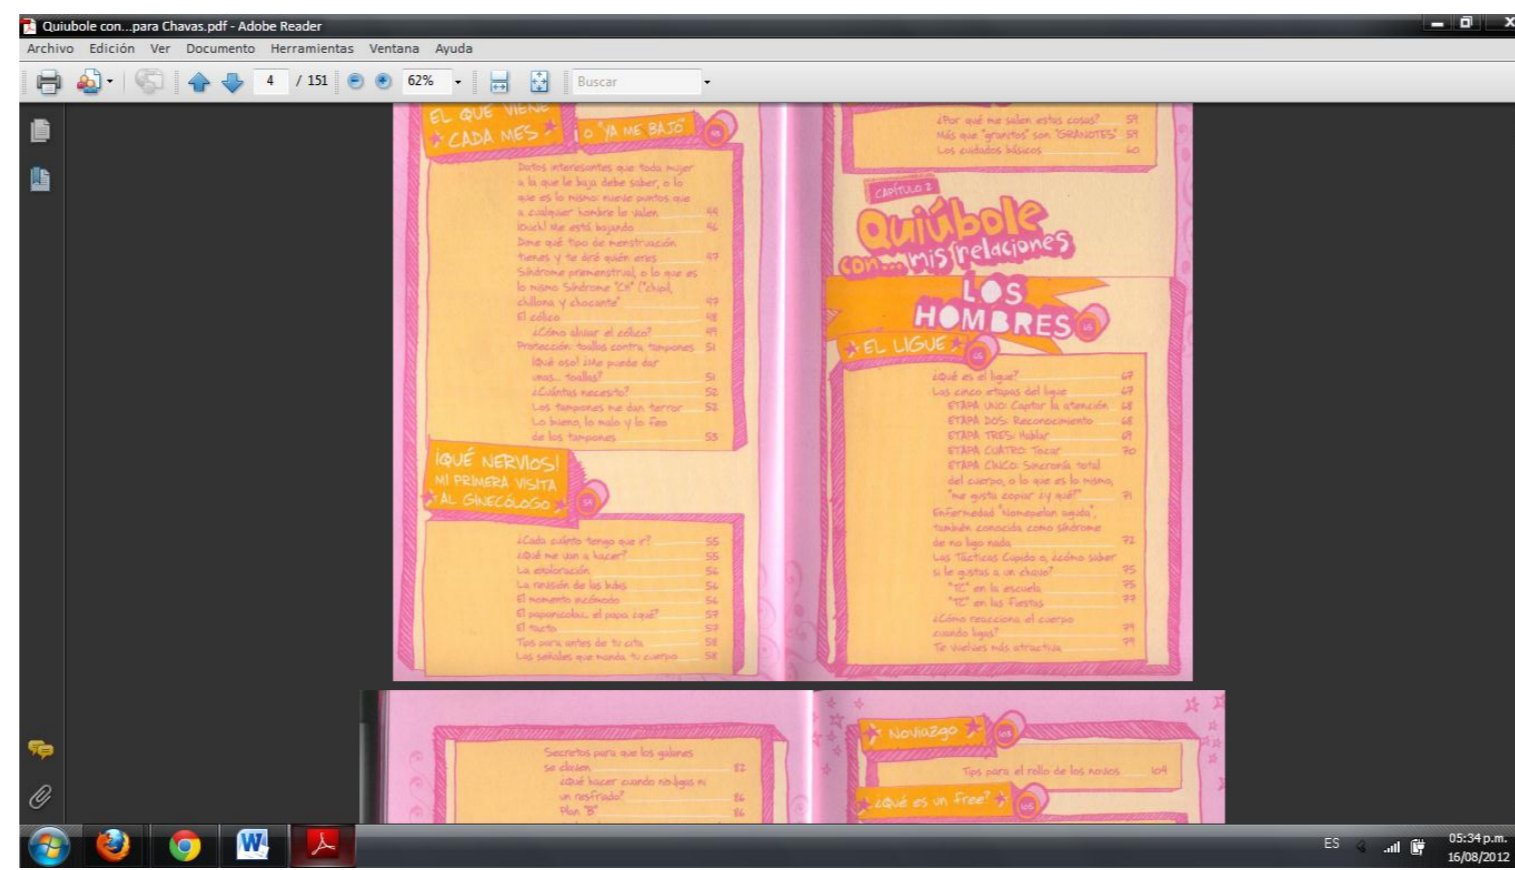 Quiubole con...para Chavas.pdf - Adobe Reader
Archivo Edición Ver Documento Herramientas Ventana Ayuda
4 / 151 62% Buscar
EL QUE VIENE
CADA MES
¡ O "YA ME BAJÓ"
Datos interesantes que toda mujer
a la que le baja debe saber, o lo
que es lo mismo: nueve puntos que
a cualquier hombre le valen 44
¡Ouch! Me está bajando 46
Dime qué tipo de menstruación
tienes y te diré quién eres 47
Síndrome premenstrual, o lo que es
lo mismo Síndrome "CH" ("chipil,
chillona y chocante" 47
El cólico 48
¿Cómo aliviar el cólico? 49
Protección: toallas contra tampones 51
¡Qué oso! ¿Me puede dar
unas... toallas? 51
¿Cuántas necesito? 52
Los tampones me dan terror 52
Lo bueno, lo malo y lo feo
de los tampones 53
¡QUÉ NERVIOS!
MI PRIMERA VISITA
AL GINECÓLOGO 54
¿Cada cuánto tengo que ir? 55
¿Qué me van a hacer? 55
La exploración 56
La revisión de las bubis 56
El momento incómodo 56
El papanicolau... el papa ¿qué? 57
El tacto 57
Tips para antes de tu cita 58
Las señales que manda tu cuerpo 58
¿Por qué me salen estas cosas? 59
Más que "granitos" son "GRANOTES" 59
Los cuidados básicos 60
CAPÍTULO 2
Quiúbole
con... mis relaciones
LOS
HOMBRES 65
EL LIGUE 65
¿Qué es el ligue? 67
Las cinco etapas del ligue 67
ETAPA UNO: Captar la atención 68
ETAPA DOS: Reconocimiento 68
ETAPA TRES: Hablar 69
ETAPA CUATRO: Tocar 70
ETAPA CINCO: Sincronía total
del cuerpo, o lo que es lo mismo,
"me gusta copiar ¿y qué?" 71
Enfermedad "Nomepelan aguda",
también conocida como síndrome
de no ligo nada 72
Las Tácticas Cupido o, ¿cómo saber
si le gustas a un chavo? 75
"TC" en la escuela 75
"TC" en las fiestas 77
¿Cómo reacciona el cuerpo
cuando ligas? 79
Te vuelves más atractiva 79
Secretos para que los galanes
se claven 82
¿Qué hacer cuando no ligas ni
un resfriado? 86
Plan "B" 86
Noviazgo 103
Tips para el rollo de los novios 104
¿Qué es un free? 105
ES
05:34 p.m.
16/08/2012